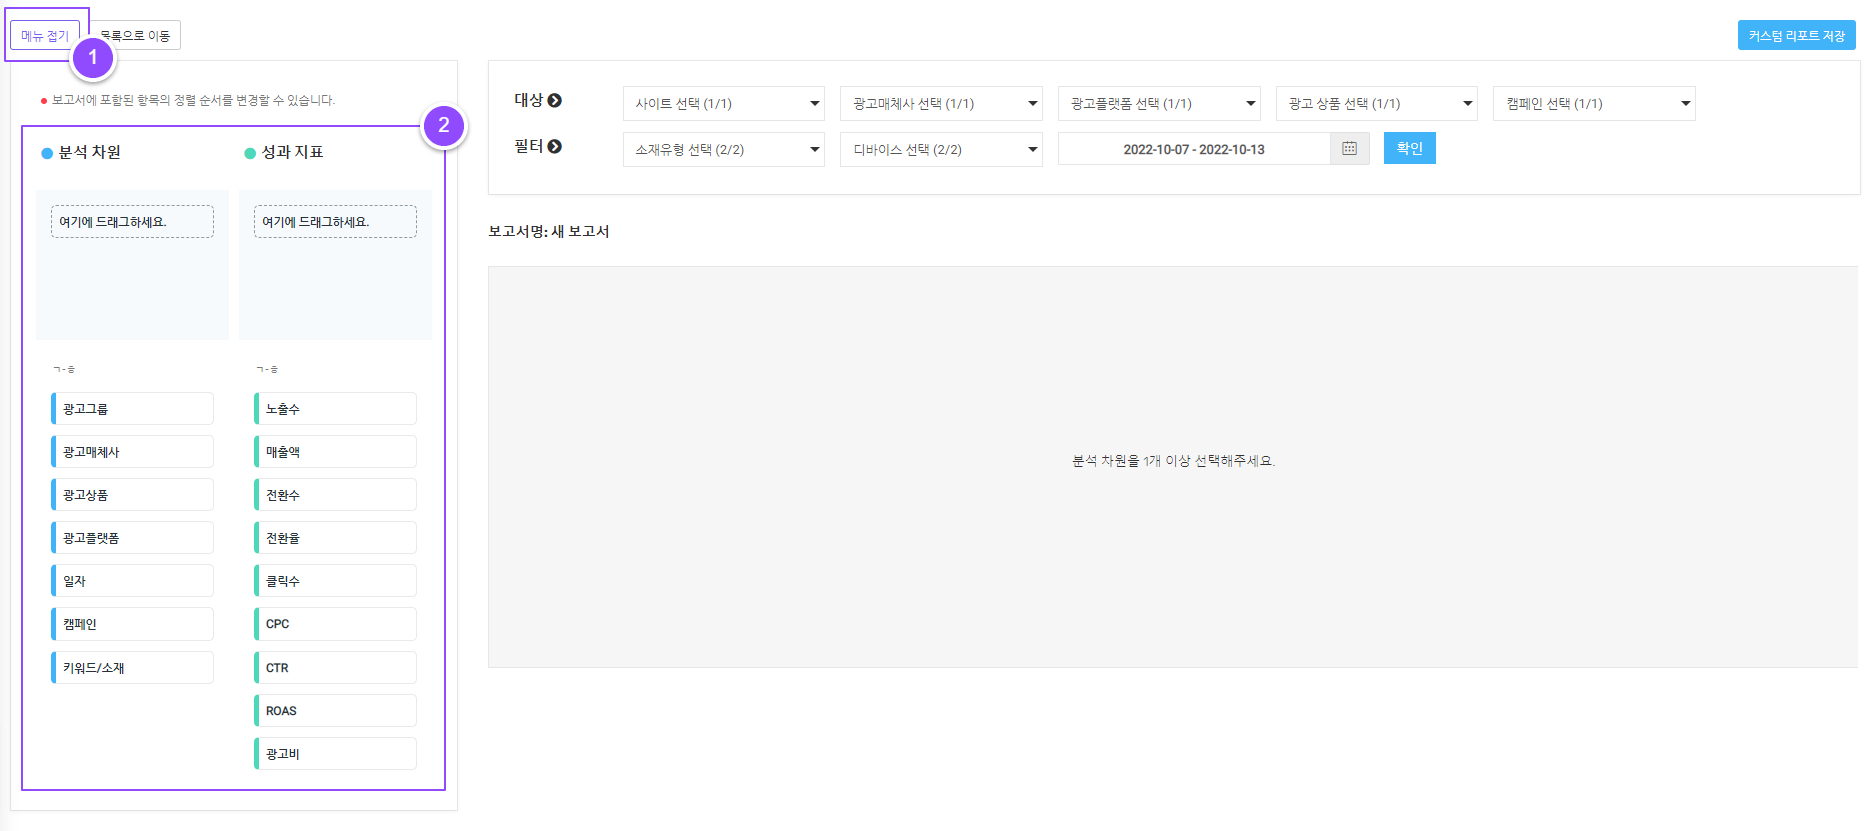 메뉴 접기
목록으로 이동
커스텀 리포트 저장
1
보고서에 포함된 항목의 정렬 순서를 변경할 수 있습니다.
2
분석 차원
성과 지표
여기에 드래그하세요.
여기에 드래그하세요.
ㄱ-ㅎ
ㄱ-ㅎ
광고그룹
노출수
광고매체사
매출액
광고상품
전환수
광고플랫폼
전환율
일자
클릭수
캠페인
CPC
키워드/소재
CTR
ROAS
광고비
대상
사이트 선택 (1/1)
광고매체사 선택 (1/1)
광고플랫폼 선택 (1/1)
광고 상품 선택 (1/1)
캠페인 선택 (1/1)
필터
소재유형 선택 (2/2)
디바이스 선택 (2/2)
2022-10-07 - 2022-10-13
확인
보고서명: 새 보고서
분석 차원을 1개 이상 선택해주세요.